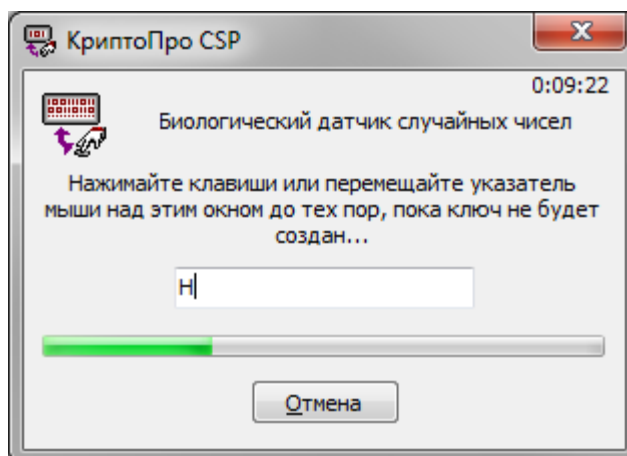 КриптоПро CSP
0:09:22
Биологический датчик случайных чисел
Нажимайте клавиши или перемещайте указатель
мыши над этим окном до тех пор, пока ключ не будет
создан...
Н
Отмена